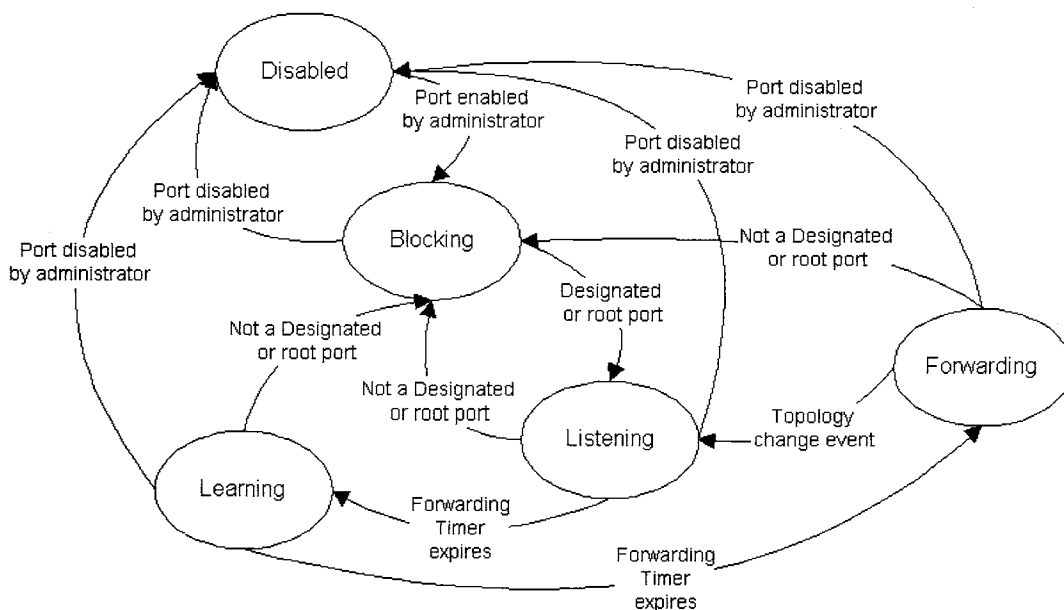 Disabled
Port enabled
by administrator
Port disabled
by administrator
Port disabled
by administrator
Port disabled
by administrator
Port disabled
by administrator
Blocking
Not a Designated
or root port
Designated
or root port
Not a Designated
or root port
Not a Designated
or root port
Forwarding
Topology
change event
Listening
Learning
Forwarding
Timer
expires
Forwarding
Timer
expires